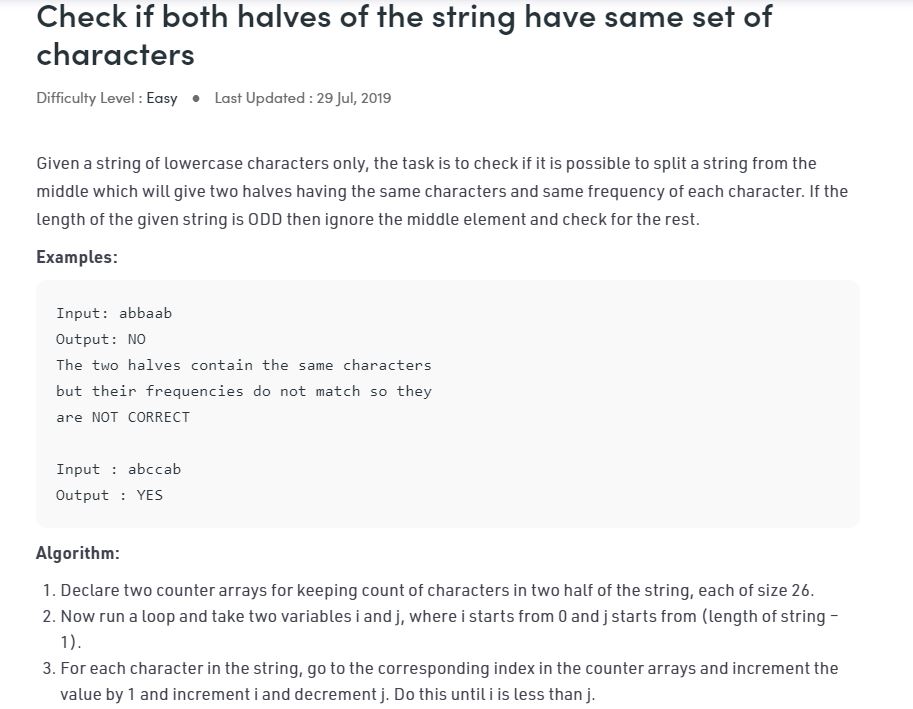 Check if both halves of the string have same set of
characters
Difficulty Level : Easy ● Last Updated : 29 Jul, 2019
Given a string of lowercase characters only, the task is to check if it is possible to split a string from the
middle which will give two halves having the same characters and same frequency of each character. If the
length of the given string is ODD then ignore the middle element and check for the rest.
Examples:
Input: abbaab
Output: NO
The two halves contain the same characters
but their frequencies do not match so they
are NOT CORRECT
Input : abccab
Output : YES
Algorithm:
1. Declare two counter arrays for keeping count of characters in two half of the string, each of size 26.
2. Now run a loop and take two variables i and j, where i starts from 0 and j starts from (length of string –
1).
3. For each character in the string, go to the corresponding index in the counter arrays and increment the
value by 1 and increment i and decrement j. Do this until i is less than j.